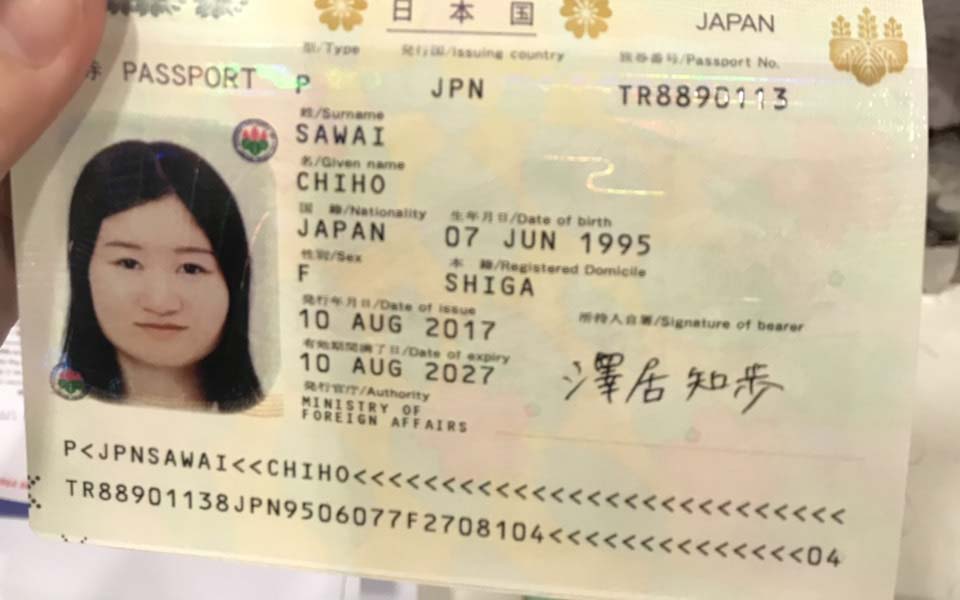 日 本 国 JAPAN
型/Type 発行国/Issuing country 旅券番号/Passport No.
PASSPORT P JPN TR8890113
姓/Surname
SAWAI
名/Given name
CHIHO
国 籍/Nationality 生年月日/Date of birth
JAPAN 07 JUN 1995
性別/Sex 本 籍/Registered Domicile
F SHIGA
発行年月日/Date of issue 所持人自署/Signature of bearer
10 AUG 2017
有効期間満了日/Date of expiry
10 AUG 2027
澤居知歩
発行官庁/Authority
MINISTRY OF
FOREIGN AFFAIRS
P<JPNSAWAI<<CHIHO<<<<<<<<<<<<<<<<<<<<<<<<<<<
TR88901138JPN9506077F2708104<<<<<<<<<<<<<<04